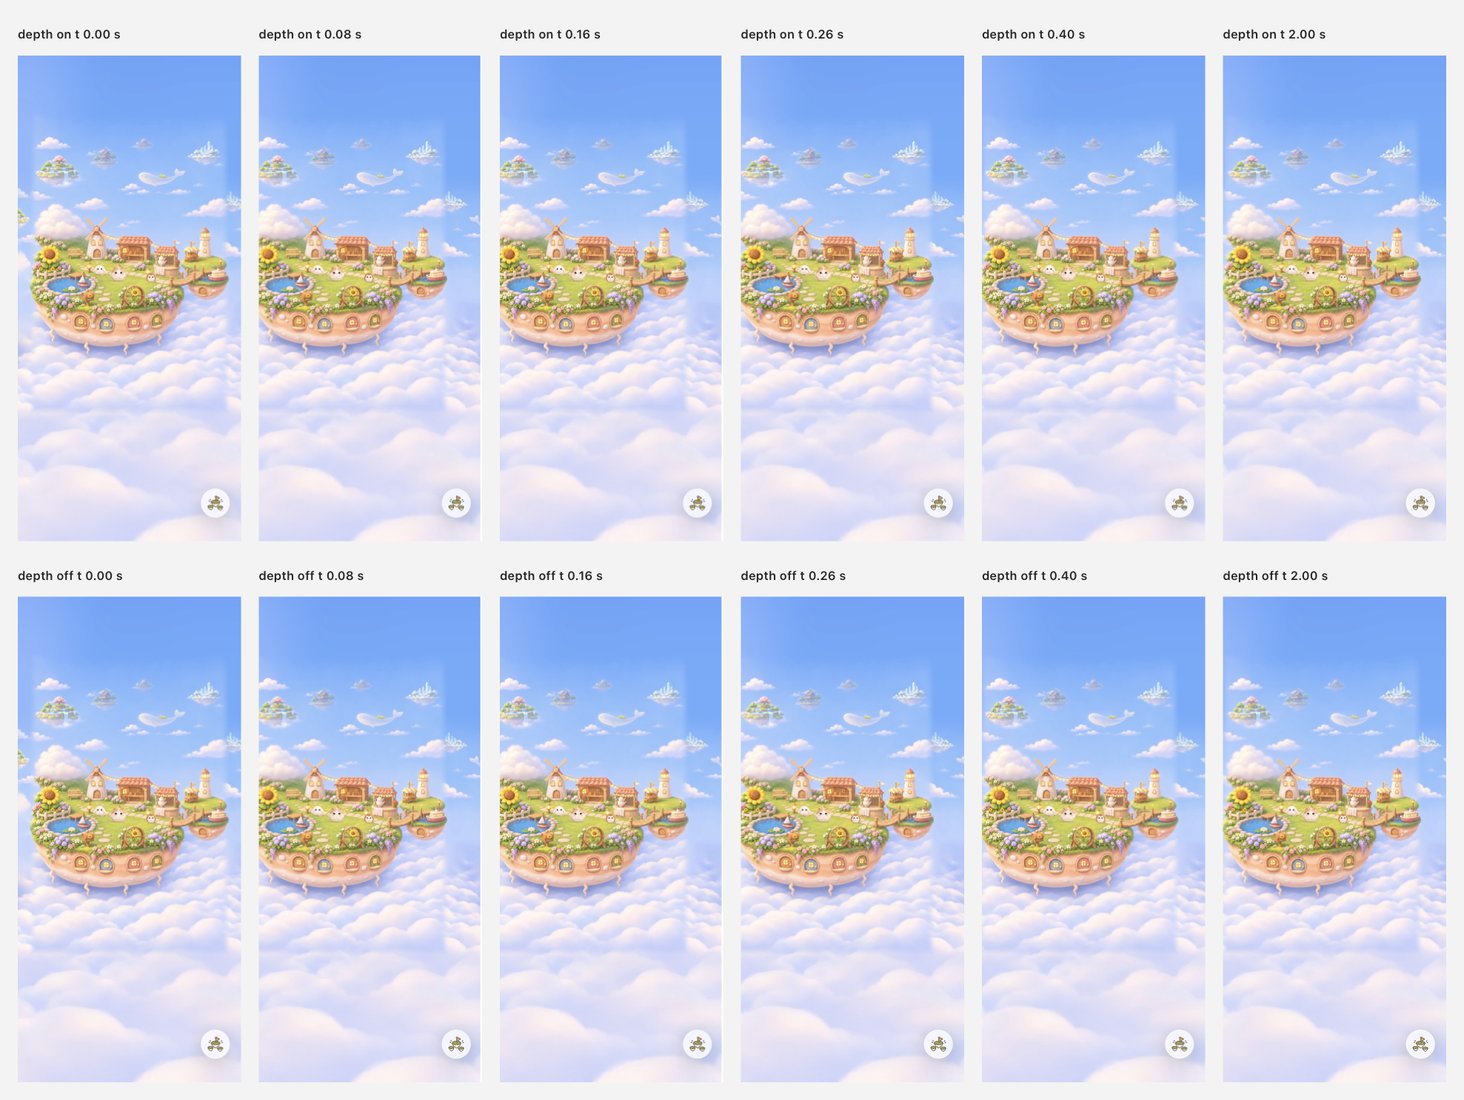 depth on t 0.00 s
depth on t 0.08 s
depth on t 0.16 s
depth on t 0.26 s
depth on t 0.40 s
depth on t 2.00 s
depth off t 0.00 s
depth off t 0.08 s
depth off t 0.16 s
depth off t 0.26 s
depth off t 0.40 s
depth off t 2.00 s